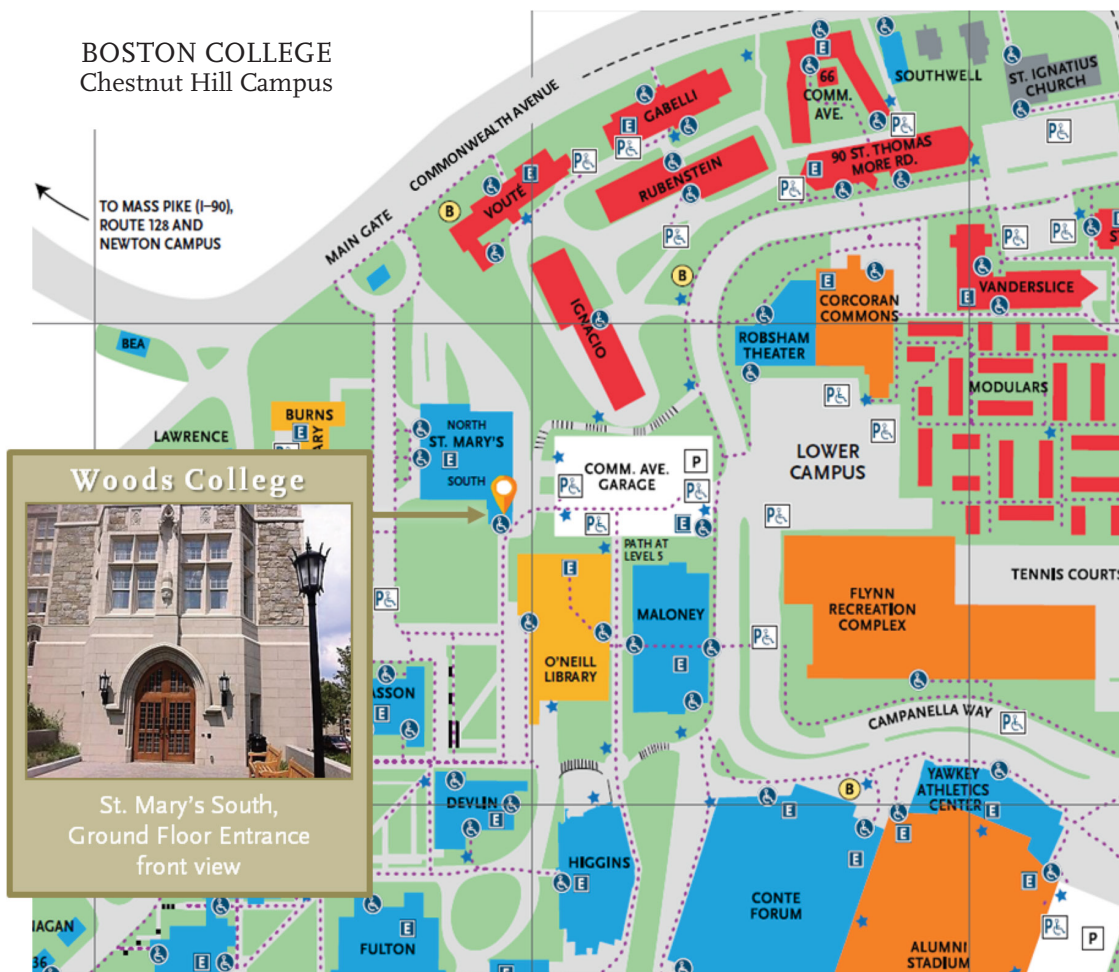 BOSTON COLLEGE
Chestnut Hill Campus
COMMONWEALTH AVENUE
MAIN GATE
TO MASS PIKE (I–90),
ROUTE 128 AND
NEWTON CAMPUS
GABELLI
E
VOUTÉ
E
B
RUBENSTEIN
66
COMM.
AVE.
E
SOUTHWELL
ST. IGNATIUS
CHURCH
90 ST. THOMAS
MORE RD.
E
P
P
P
P
P
P
P
P
B
IGNACIO
VANDERSLICE
E
CORCORAN
COMMONS
E
ROBSHAM
THEATER
MODULARS
BEA
BURNS
E
LAWRENCE
NORTH
ST. MARY'S
E
SOUTH
COMM. AVE.
GARAGE
P
P
P
P
E
PATH AT
LEVEL 5
LOWER
CAMPUS
P
P
P
TENNIS COURTS
FLYNN
RECREATION
COMPLEX
P
MALONEY
E
O'NEILL
LIBRARY
E
P
ASSON
E
CAMPANELLA WAY
P
YAWKEY
ATHLETICS
CENTER
E
B
E
E
E
DEVLIN
E
HIGGINS
E
CONTE
FORUM
E
ALUMNI
STADIUM
E
P
P
FULTON
E
E
E
NAGAN
36
Woods College
St. Mary's South,
Ground Floor Entrance
front view